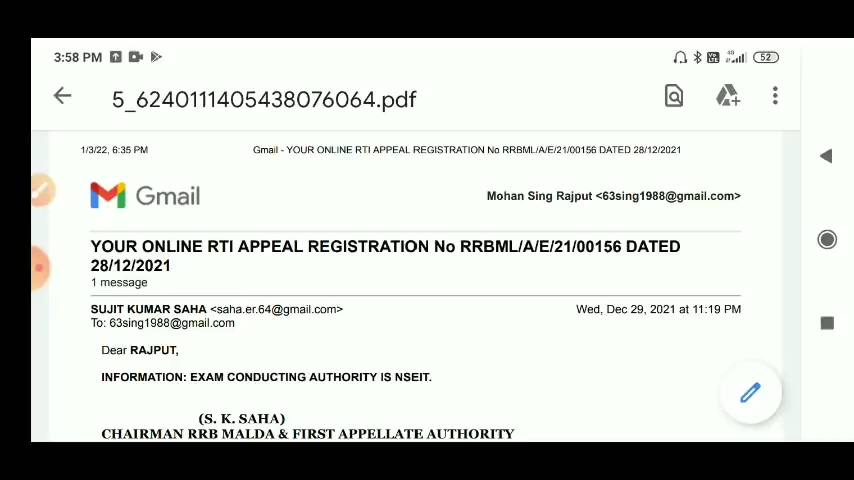 3:58 PM 4G 52
5_6240111405438076064.pdf
1/3/22, 6:35 PM Gmail - YOUR ONLINE RTI APPEAL REGISTRATION No RRBML/A/E/21/00156 DATED 28/12/2021
Gmail Mohan Sing Rajput <63sing1988@gmail.com>
YOUR ONLINE RTI APPEAL REGISTRATION No RRBML/A/E/21/00156 DATED
28/12/2021
1 message
SUJIT KUMAR SAHA <saha.er.64@gmail.com> Wed, Dec 29, 2021 at 11:19 PM
To: 63sing1988@gmail.com
Dear RAJPUT,
INFORMATION: EXAM CONDUCTING AUTHORITY IS NSEIT.
(S. K. SAHA)
CHAIRMAN RRB MALDA & FIRST APPELLATE AUTHORITY